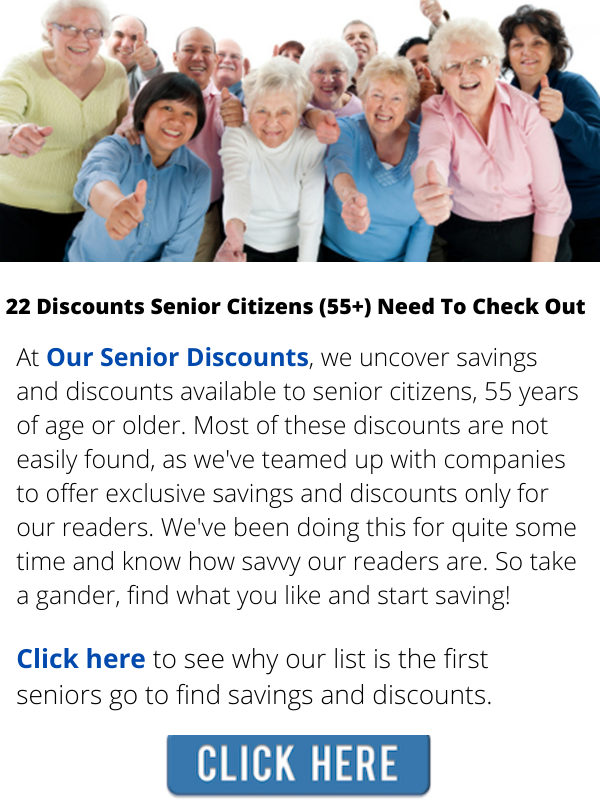 22 Discounts Senior Citizens (55+) Need To Check Out
At Our Senior Discounts, we uncover savings
and discounts available to senior citizens, 55 years
of age or older. Most of these discounts are not
easily found, as we've teamed up with companies
to offer exclusive savings and discounts only for
our readers. We've been doing this for quite some
time and know how savvy our readers are. So take
a gander, find what you like and start saving!
Click here to see why our list is the first
seniors go to find savings and discounts.
CLICK HERE